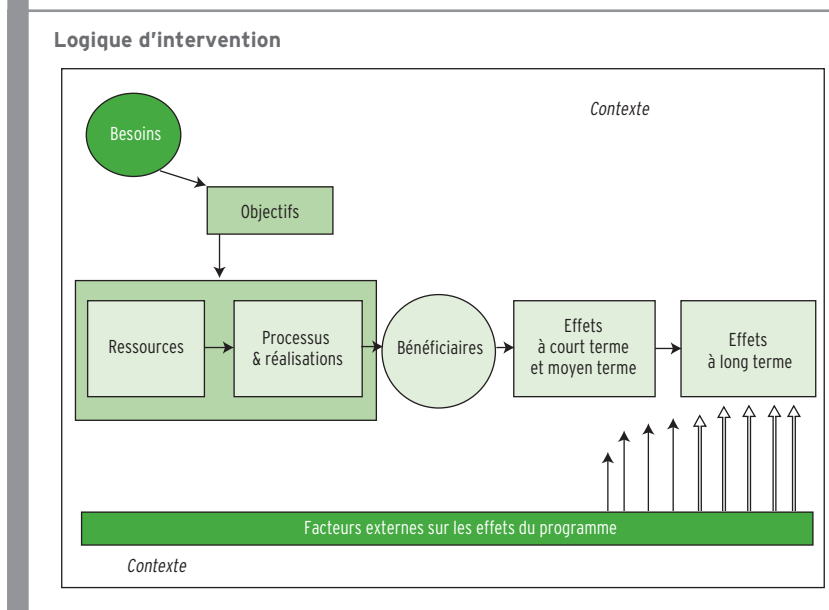 Logique d'intervention
Contexte
Besoins
Objectifs
Ressources
Processus
& réalisations
Bénéficiaires
Effets
à court terme
et moyen terme
Effets
à long terme
Facteurs externes sur les effets du programme
Contexte